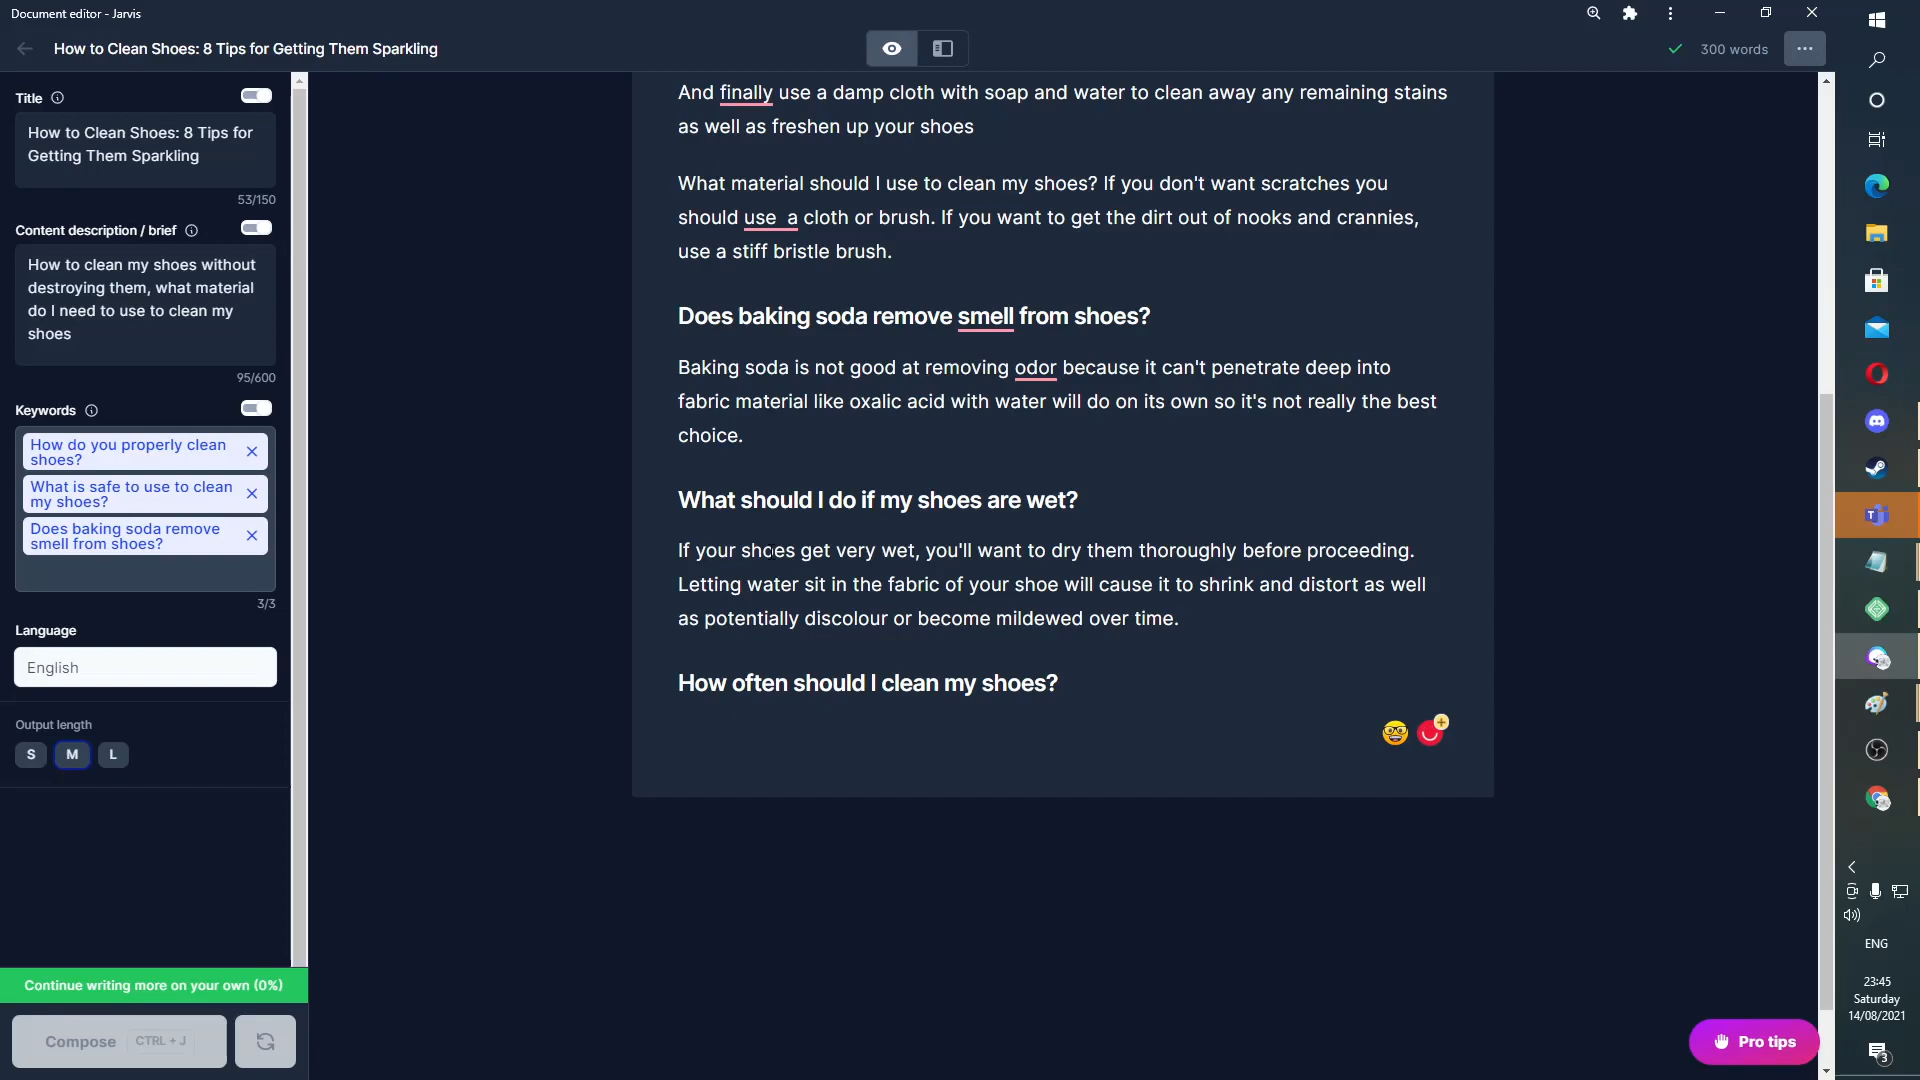 Document editor - Jarvis
How to Clean Shoes: 8 Tips for Getting Them Sparkling
300 words
Title
How to Clean Shoes: 8 Tips for
Getting Them Sparkling
53/150
Content description / brief
How to clean my shoes without
destroying them, what material
do I need to use to clean my
shoes
95/600
Keywords
How do you properly clean
shoes?
What is safe to use to clean
my shoes?
Does baking soda remove
smell from shoes?
3/3
Language
English
Output length
S M L
Continue writing more on your own (0%)
Compose CTRL + J
And finally use a damp cloth with soap and water to clean away any remaining stains
as well as freshen up your shoes
What material should I use to clean my shoes? If you don't want scratches you
should use  a cloth or brush. If you want to get the dirt out of nooks and crannies,
use a stiff bristle brush.
Does baking soda remove smell from shoes?
Baking soda is not good at removing odor because it can't penetrate deep into
fabric material like oxalic acid with water will do on its own so it's not really the best
choice.
What should I do if my shoes are wet?
If your shoes get very wet, you'll want to dry them thoroughly before proceeding.
Letting water sit in the fabric of your shoe will cause it to shrink and distort as well
as potentially discolour or become mildewed over time.
How often should I clean my shoes?
Pro tips
T
ENG
23:45
Saturday
14/08/2021
3